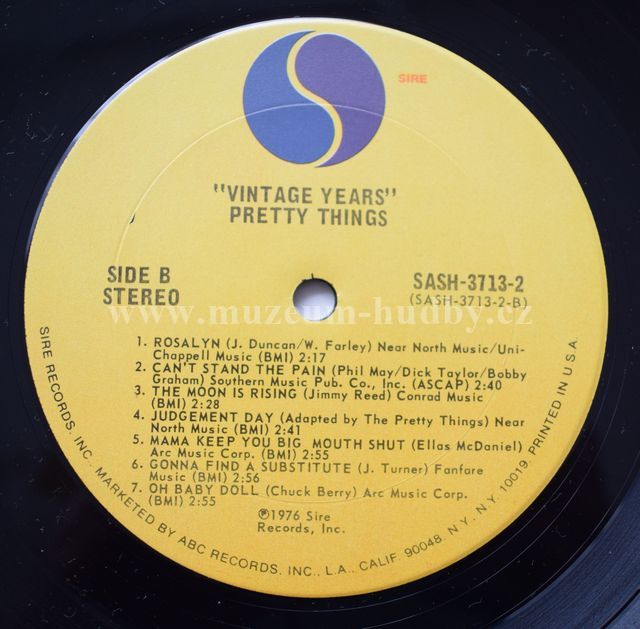 SIRE
"VINTAGE YEARS"
PRETTY THINGS
SIDE B
STEREO
SASH-3713-2
(SASH-3713-2-B)
www.muzeum-hudby.cz
1. ROSALYN (J. Duncan/W. Farley) Near North Music/Uni-
Chappell Music (BMI) 2:17
2. CAN'T STAND THE PAIN (Phil May/Dick Taylor/Bobby
Graham) Southern Music Pub. Co., Inc. (ASCAP) 2:40
3. THE MOON IS RISING (Jimmy Reed) Conrad Music
(BMI) 2:28
4. JUDGEMENT DAY (Adapted by The Pretty Things) Near
North Music (BMI) 2:41
5. MAMA KEEP YOU BIG MOUTH SHUT (Ellas McDaniel)
Arc Music Corp. (BMI) 2:55
6. GONNA FIND A SUBSTITUTE (J. Turner) Fanfare
Music (BMI) 2:56
7. OH BABY DOLL (Chuck Berry) Arc Music Corp.
(BMI) 2:55
℗1976 Sire
Records, Inc.
SIRE RECORDS, INC., MARKETED BY ABC RECORDS, INC., L.A., CALIF 90048. N.Y., N.Y. 10019. PRINTED IN U.S.A.